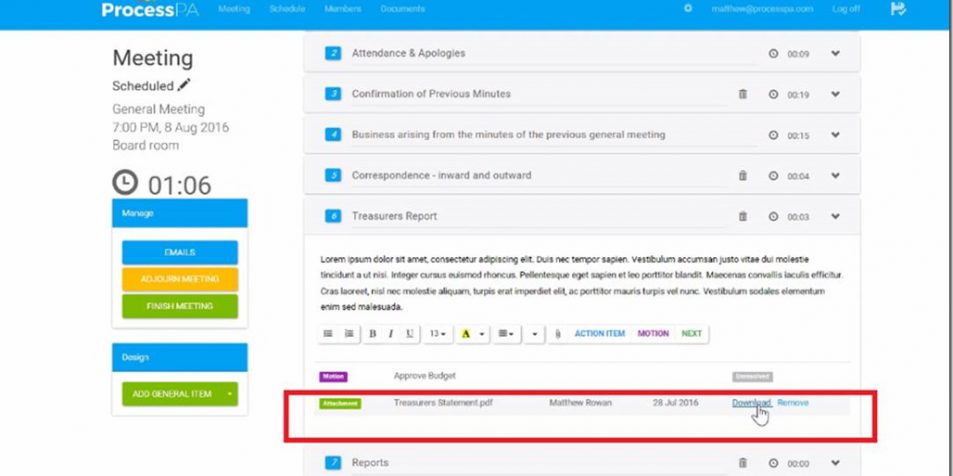 ProcessPA Meeting Schedule Members Documents matthew@processpa.com Log off
Meeting
Scheduled
General Meeting
7:00 PM, 8 Aug 2016
Board room
01:06
Manage
EMAILS
ADJOURN MEETING
FINISH MEETING
Design
ADD GENERAL ITEM
2 Attendance & Apologies 00:09
3 Confirmation of Previous Minutes 00:19
4 Business arising from the minutes of the previous general meeting 00:15
5 Correspondence - inward and outward 00:04
6 Treasurers Report 00:03
Lorem ipsum dolor sit amet, consectetur adipiscing elit. Duis nec tempor sapien. Vestibulum accumsan justo vitae dui molestie
tincidunt a ut nisi. Integer cursus euismod rhoncus. Pellentesque eget sapien et leo porttitor blandit. Maecenas convallis iaculis efficitur.
Cras laoreet, nisl nec molestie aliquam, turpis erat imperdiet elit, ac porttitor mauris turpis vel nunc. Vestibulum sodales elementum
enim sed malesuada.
B I U 13 A ACTION ITEM MOTION NEXT
Motion Approve Budget Unresolved
Attachment Treasurers Statement.pdf Matthew Rowan 28 Jul 2016 Download Remove
7 Reports 00:00